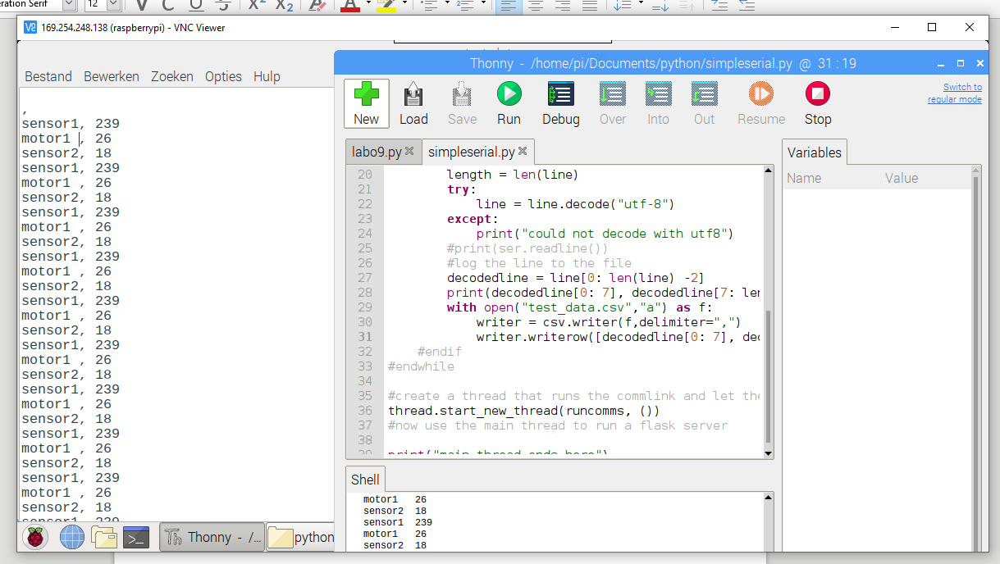 eration Serif 12
169.254.248.138 (raspberrypi) - VNC Viewer
Thonny - /home/pi/Documents/python/simpleserial.py @ 31 : 19
Bestand Bewerken Zoeken Opties Hulp
Switch to
regular mode
New Load Save Run Debug Over Into Out Resume Stop
,
sensor1, 239
motor1 , 26
sensor2, 18
sensor1, 239
motor1 , 26
sensor2, 18
sensor1, 239
motor1 , 26
sensor2, 18
sensor1, 239
motor1 , 26
sensor2, 18
sensor1, 239
motor1 , 26
sensor2, 18
sensor1, 239
motor1 , 26
sensor2, 18
sensor1, 239
motor1 , 26
sensor2, 18
sensor1, 239
motor1 , 26
sensor2, 18
sensor1, 239
motor1 , 26
sensor2, 18
sensor1, 239
labo9.py simpleserial.py
20 length = len(line)
21 try:
22 line = line.decode("utf-8")
23 except:
24 print("could not decode with utf8")
25 #print(ser.readline())
26 #log the line to the file
27 decodedline = line[0: len(line) -2]
28 print(decodedline[0: 7], decodedline[7: len
29 with open("test_data.csv","a") as f:
30 writer = csv.writer(f,delimiter=",")
31 writer.writerow([decodedline[0: 7], dec
32 #endif
33 #endwhile
34
35 #create a thread that runs the commlink and let the
36 thread.start_new_thread(runcomms, ())
37 #now use the main thread to run a flask server
38
39 print("main thread ends here")
Variables
Name Value
Shell
motor1 26
sensor2 18
sensor1 239
motor1 26
sensor2 18
Thonny - /...
python